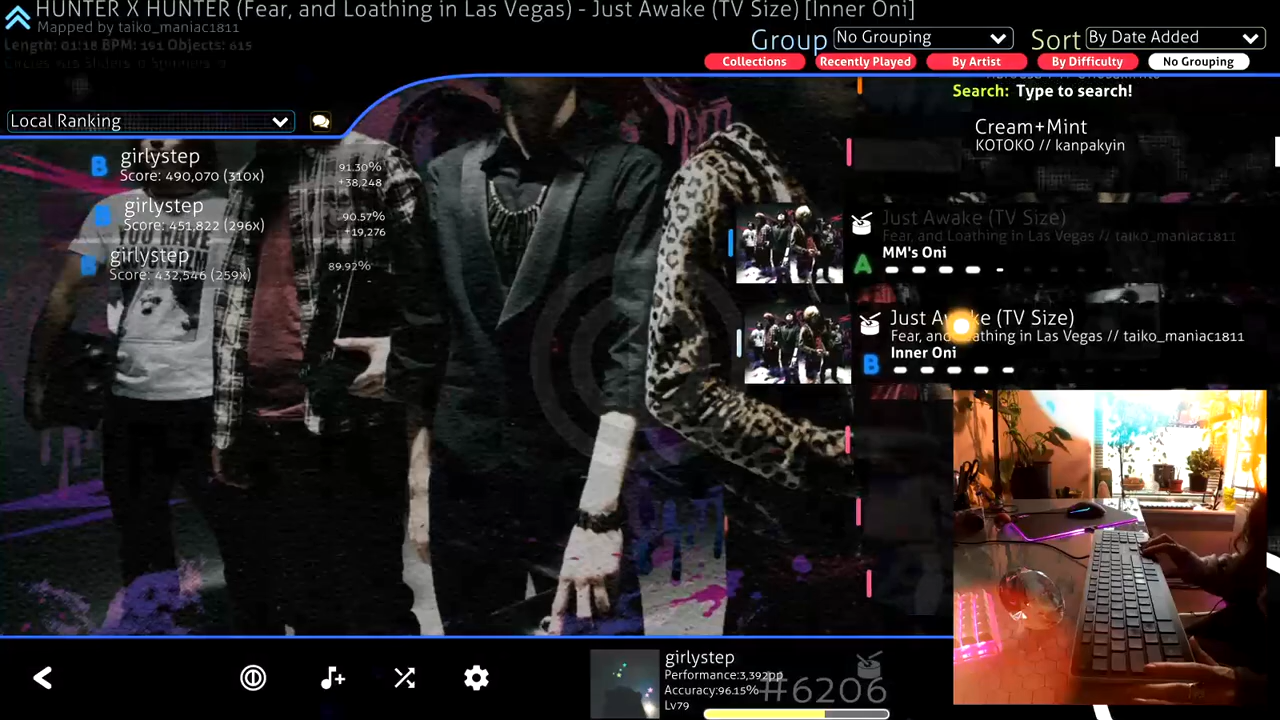 HUNTER X HUNTER (Fear, and Loathing in Las Vegas) - Just Awake (TV Size) [Inner Oni]
Mapped by taiko_maniac1811
Length: 01:18 BPM: 191 Objects: 615
Group No Grouping
Sort By Date Added
Collections
Recently Played
By Artist
By Difficulty
No Grouping
Search: Type to search!
Local Ranking
Cream+Mint
KOTOKO // kanpakyin
B girlystep
Score: 490,070 (310x)
91.30%
+38,248
girlystep
Score: 451,822 (296x)
90.57%
+19,276
B girlystep
Score: 432,546 (259x)
89.92%
Just Awake (TV Size)
Fear, and Loathing in Las Vegas // taiko_maniac1811
A MM's Oni
Just Awake (TV Size)
Fear, and Loathing in Las Vegas // taiko_maniac1811
B Inner Oni
girlystep
Performance:3,392pp
Accuracy:96.15%
Lv79
#6206